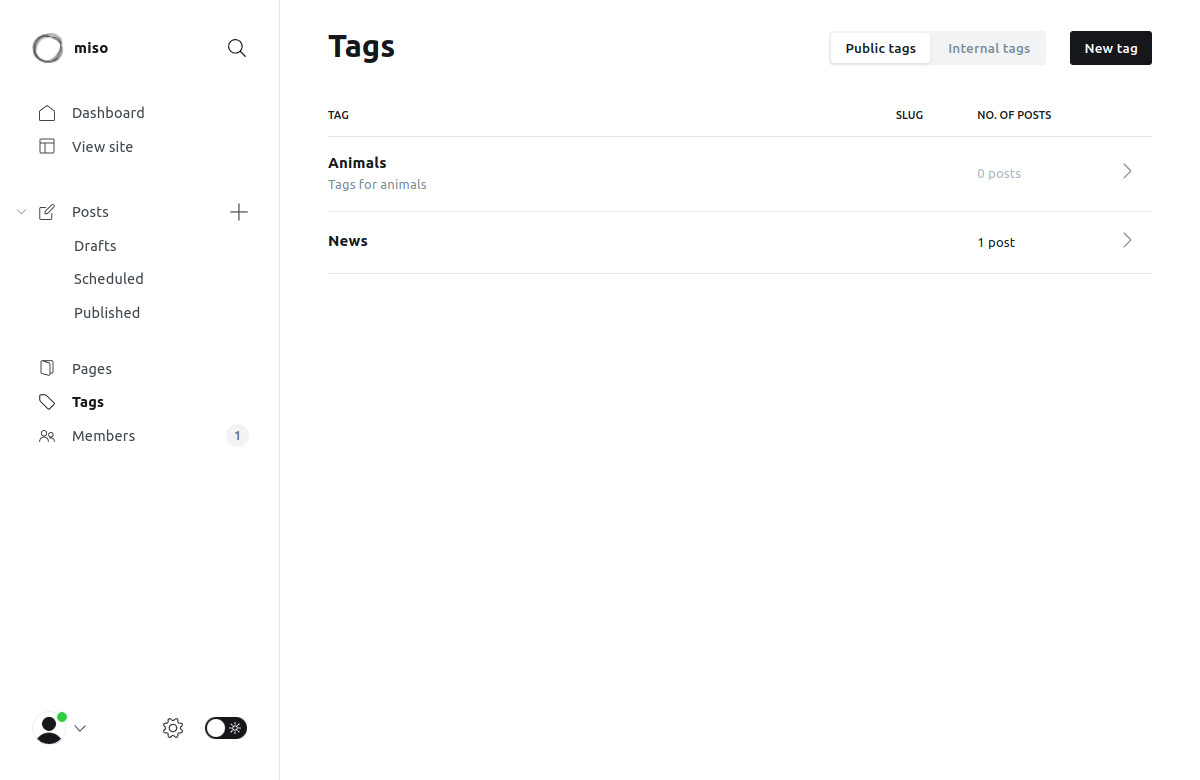 miso
Dashboard
View site
Posts
Drafts
Scheduled
Published
Pages
Tags
Members 1
Tags
Public tags Internal tags New tag
TAG SLUG NO. OF POSTS
Animals
Tags for animals
0 posts
News
1 post